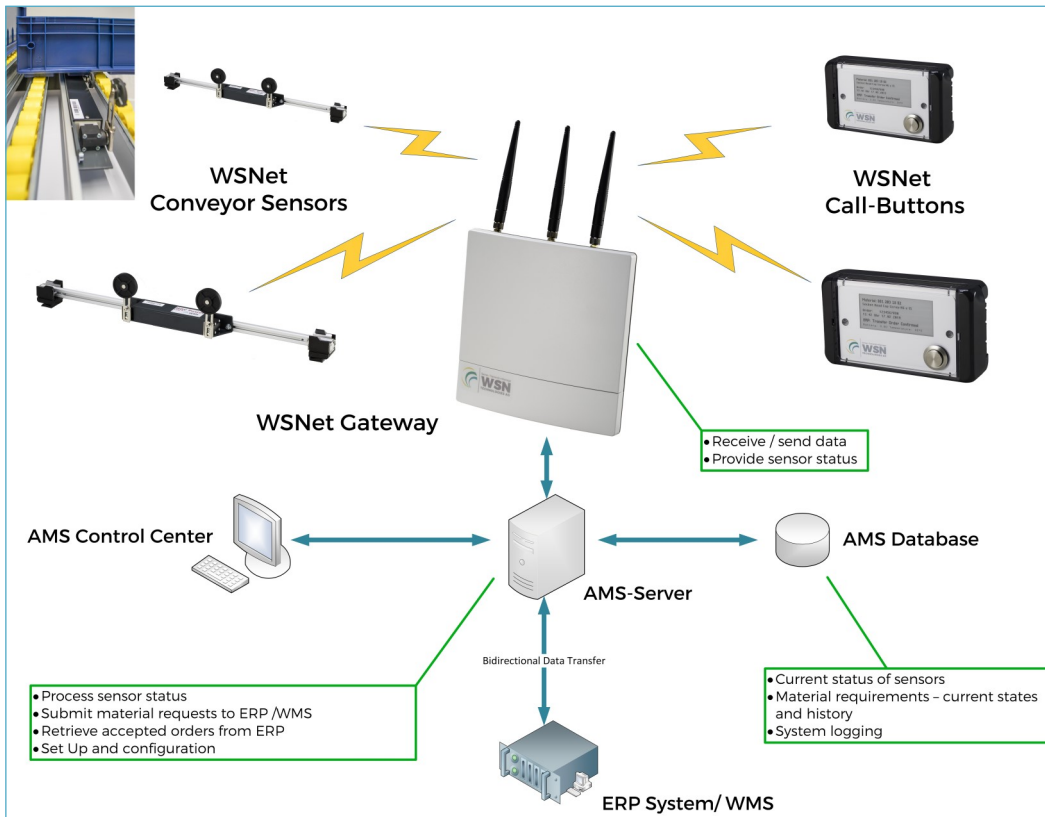 WSNet
Conveyor Sensors
WSNet
Call-Buttons
WSN
WSN
WSN
WSNet Gateway
• Receive / send data
• Provide sensor status
AMS Control Center
AMS Database
AMS-Server
Bidirectional Data Transfer
• Process sensor status
• Submit material requests to ERP /WMS
• Retrieve accepted orders from ERP
• Set Up and configuration
• Current status of sensors
• Material requirements – current states
and history
• System logging
ERP System/ WMS